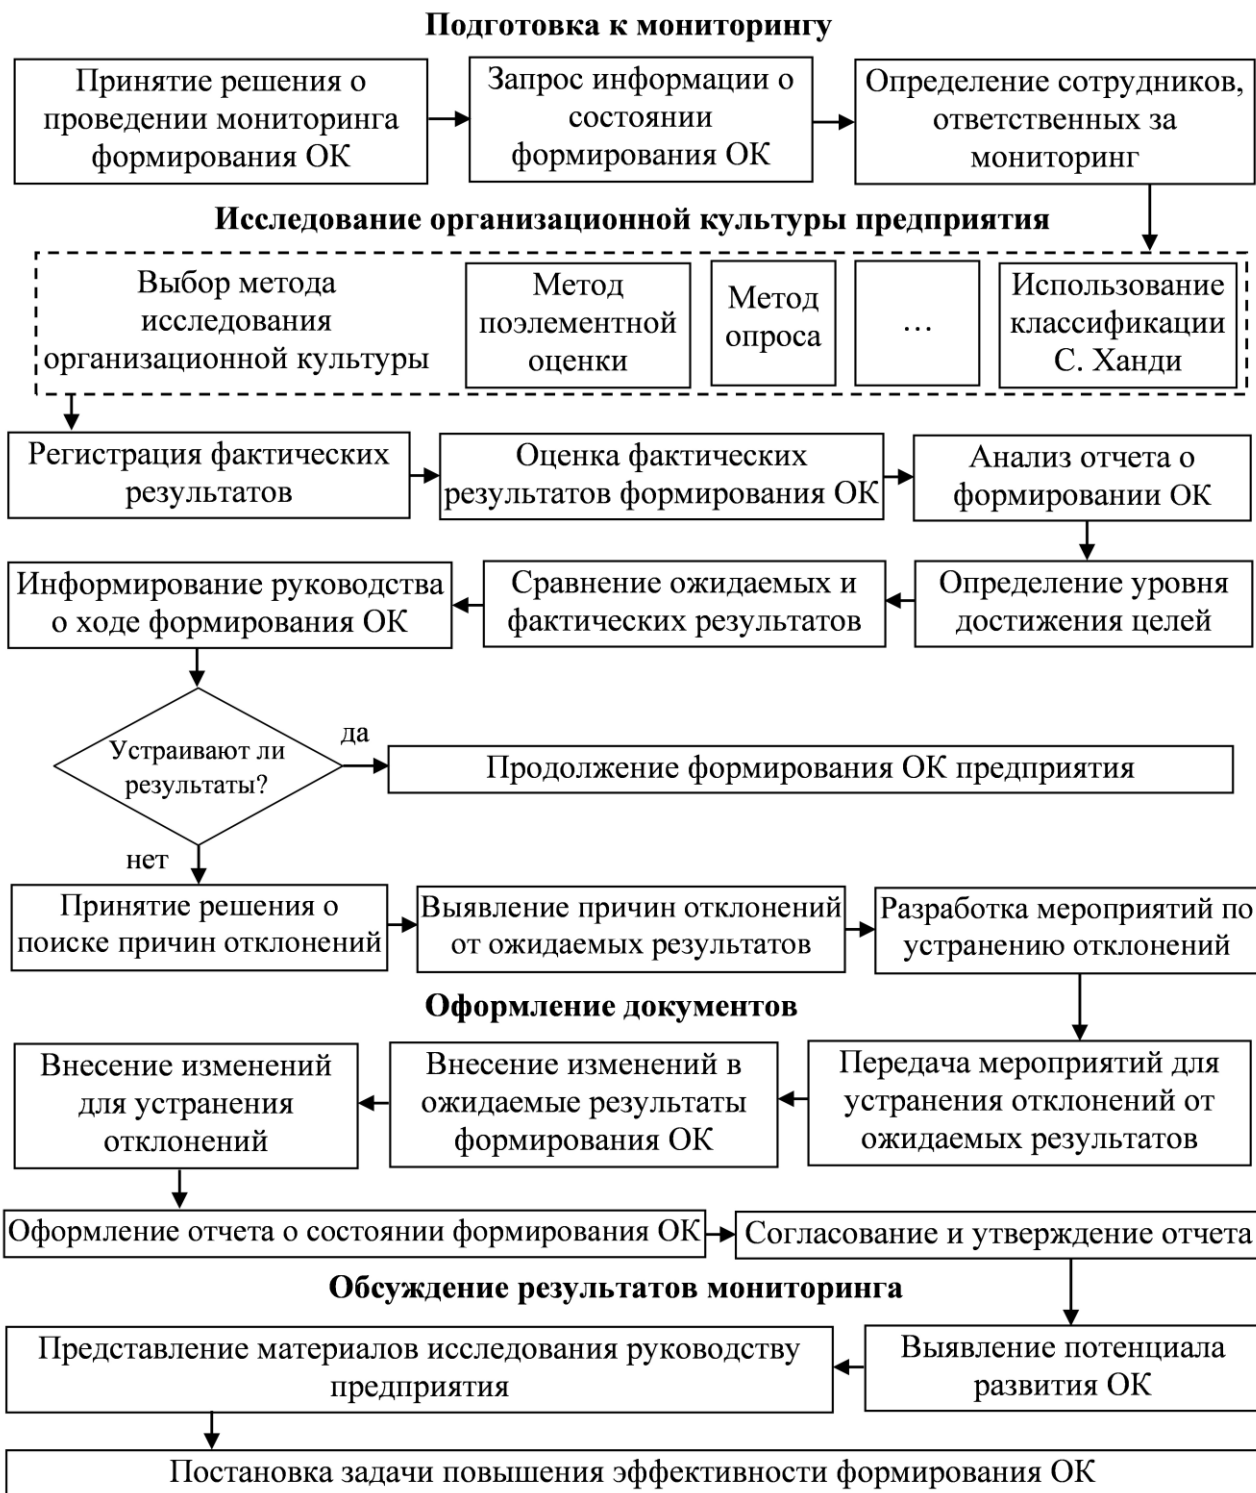 Подготовка к мониторингу
Принятие решения о
проведении мониторинга
формирования ОК
Запрос информации о
состоянии
формирования ОК
Определение сотрудников,
ответственных за
мониторинг
Исследование организационной культуры предприятия
Выбор метода
исследования
организационной культуры
Метод
поэлементной
оценки
Метод
опроса
…
Использование
классификации
С. Ханди
Регистрация фактических
результатов
Оценка фактических
результатов формирования ОК
Анализ отчета о
формировании ОК
Информирование руководства
о ходе формирования ОК
Сравнение ожидаемых и
фактических результатов
Определение уровня
достижения целей
Устраивают ли
результаты?
да
Продолжение формирования ОК предприятия
нет
Принятие решения о
поиске причин отклонений
Выявление причин отклонений
от ожидаемых результатов
Разработка мероприятий по
устранению отклонений
Оформление документов
Внесение изменений
для устранения
отклонений
Внесение изменений в
ожидаемые результаты
формирования ОК
Передача мероприятий для
устранения отклонений от
ожидаемых результатов
Оформление отчета о состоянии формирования ОК
Согласование и утверждение отчета
Обсуждение результатов мониторинга
Представление материалов исследования руководству
предприятия
Выявление потенциала
развития ОК
Постановка задачи повышения эффективности формирования ОК